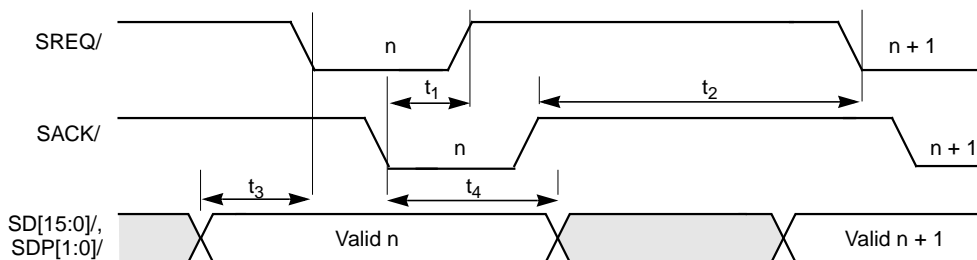 SREQ/
n
n + 1
t1
t2
SACK/
n
n + 1
t3
t4
SD[15:0]/,
SDP[1:0]/
Valid n
Valid n + 1